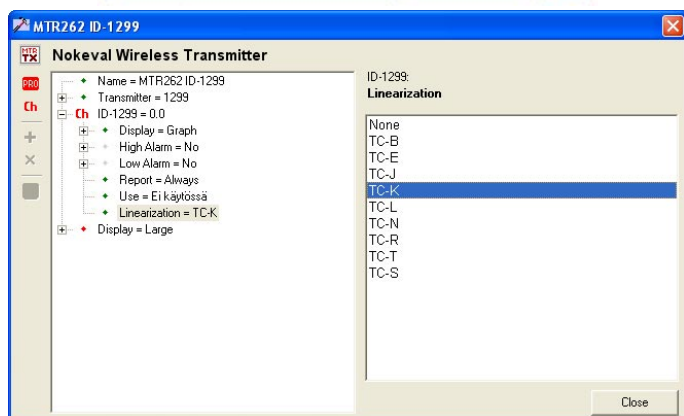 MTR262 ID-1299
MTR
TX
Nokeval Wireless Transmitter
PRO
Ch
Name = MTR262 ID-1299
Transmitter = 1299
Ch ID-1299 = 0.0
Display = Graph
High Alarm = No
Low Alarm = No
Report = Always
Use = Ei käytössä
Linearization = TC-K
Display = Large
ID-1299:
Linearization
None
TC-B
TC-E
TC-J
TC-K
TC-L
TC-N
TC-R
TC-T
TC-S
Close